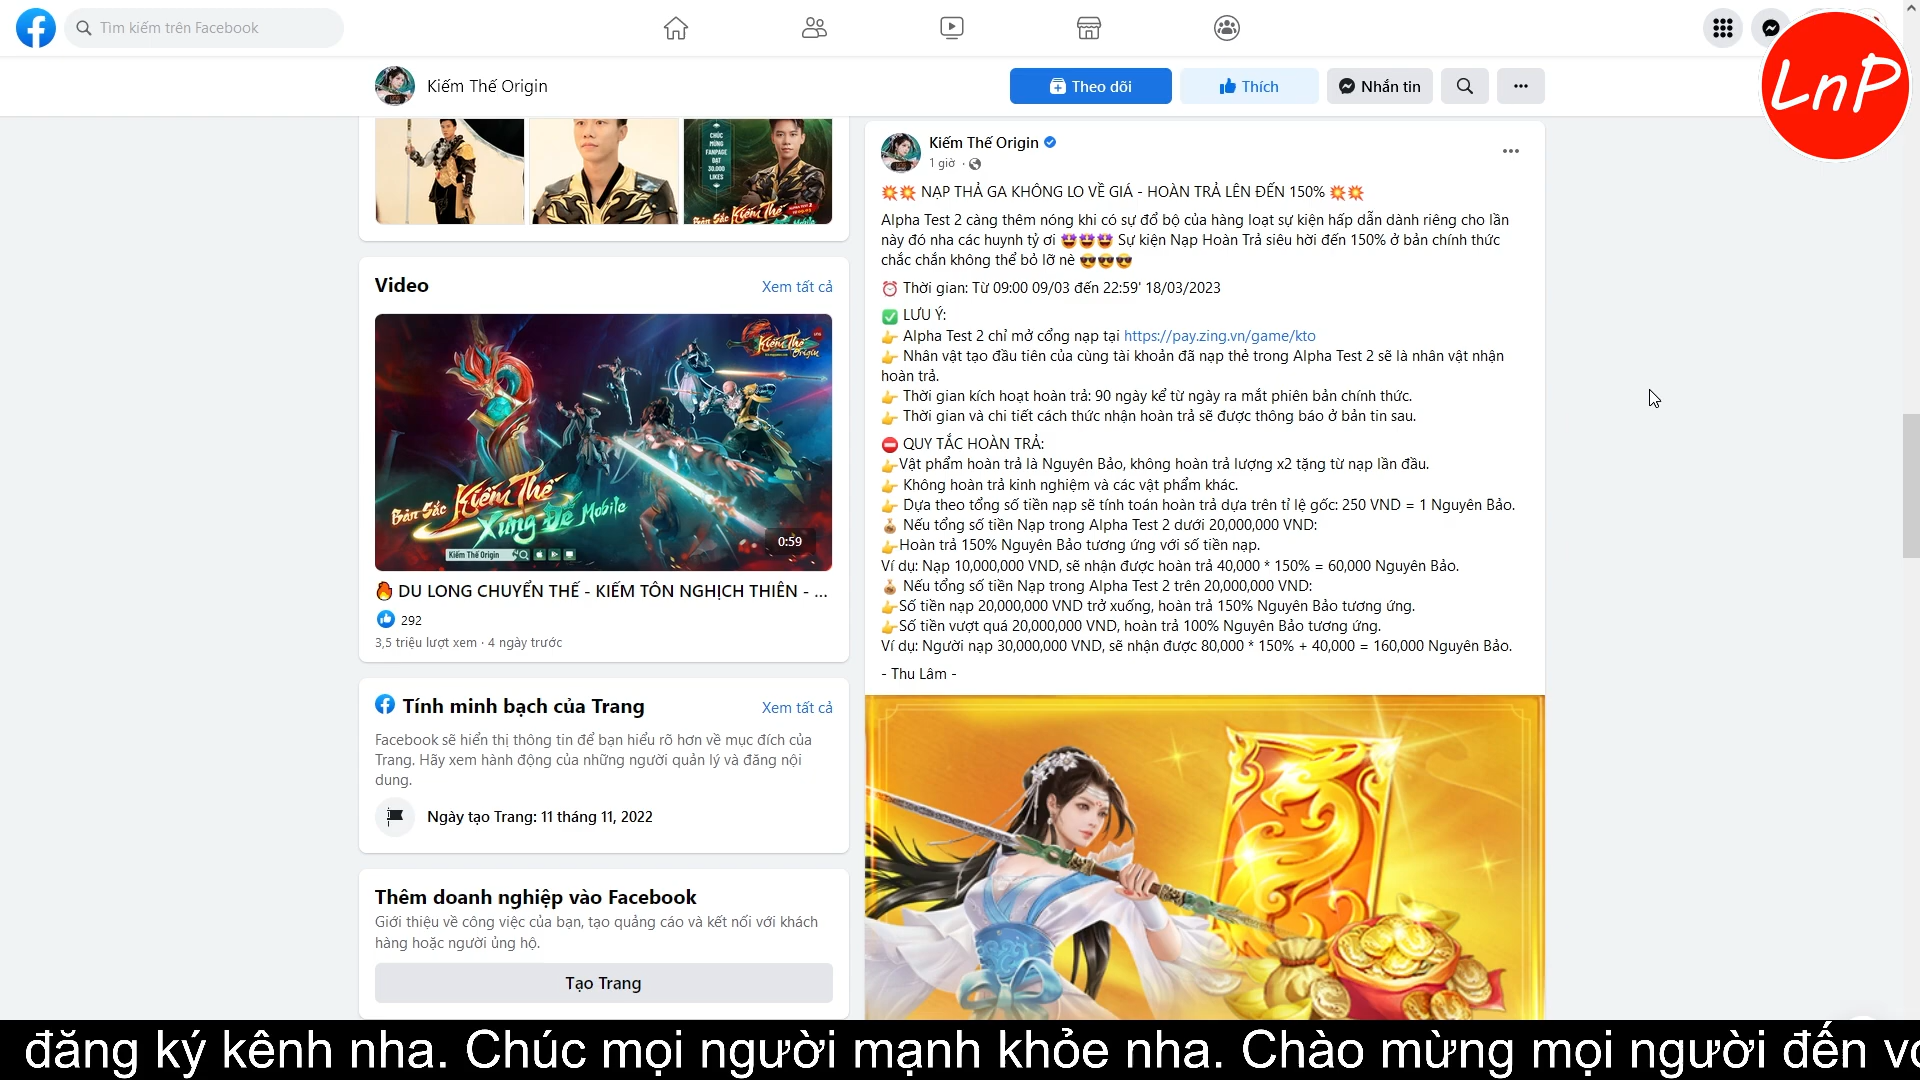 Tìm kiếm trên Facebook
LnP
Kiếm Thế Origin
Theo dõi
Thích
Nhắn tin
CHÚC
MỪNG
FANPAGE
ĐẠT
30.000
LIKES
Bản Sắc Kiếm Thế
Video
Xem tất cả
Kiếm Thế
Origin
Bản Sắc Kiếm Thế
Xưng Đế Mobile
Kiếm Thế Origin
0:59
🔥 DU LONG CHUYỂN THẾ - KIẾM TÔN NGHỊCH THIÊN - ...
292
3,5 triệu lượt xem · 4 ngày trước
Tính minh bạch của Trang
Xem tất cả
Facebook sẽ hiển thị thông tin để bạn hiểu rõ hơn về mục đích của
Trang. Hãy xem hành động của những người quản lý và đăng nội
dung.
Ngày tạo Trang: 11 tháng 11, 2022
Thêm doanh nghiệp vào Facebook
Giới thiệu về công việc của bạn, tạo quảng cáo và kết nối với khách
hàng hoặc người ủng hộ.
Tạo Trang
Kiếm Thế Origin
1 giờ ·
💥💥 NẠP THẢ GA KHÔNG LO VỀ GIÁ - HOÀN TRẢ LÊN ĐẾN 150% 💥💥
Alpha Test 2 càng thêm nóng khi có sự đổ bộ của hàng loạt sự kiện hấp dẫn dành riêng cho lần
này đó nha các huynh tỷ ơi 🤩🤩🤩 Sự kiện Nạp Hoàn Trả siêu hời đến 150% ở bản chính thức
chắc chắn không thể bỏ lỡ nè 😎😎😎
⏰ Thời gian: Từ 09:00 09/03 đến 22:59' 18/03/2023
✅ LƯU Ý:
👉 Alpha Test 2 chỉ mở cổng nạp tại https://pay.zing.vn/game/kto
👉 Nhân vật tạo đầu tiên của cùng tài khoản đã nạp thẻ trong Alpha Test 2 sẽ là nhân vật nhận
hoàn trả.
👉 Thời gian kích hoạt hoàn trả: 90 ngày kể từ ngày ra mắt phiên bản chính thức.
👉 Thời gian và chi tiết cách thức nhận hoàn trả sẽ được thông báo ở bản tin sau.
⛔ QUY TẮC HOÀN TRẢ:
👉Vật phẩm hoàn trả là Nguyên Bảo, không hoàn trả lượng x2 tặng từ nạp lần đầu.
👉 Không hoàn trả kinh nghiệm và các vật phẩm khác.
👉 Dựa theo tổng số tiền nạp sẽ tính toán hoàn trả dựa trên tỉ lệ gốc: 250 VND = 1 Nguyên Bảo.
💰 Nếu tổng số tiền Nạp trong Alpha Test 2 dưới 20,000,000 VND:
👉Hoàn trả 150% Nguyên Bảo tương ứng với số tiền nạp.
Ví dụ: Nạp 10,000,000 VND, sẽ nhận được hoàn trả 40,000 * 150% = 60,000 Nguyên Bảo.
💰 Nếu tổng số tiền Nạp trong Alpha Test 2 trên 20,000,000 VND:
👉Số tiền nạp 20,000,000 VND trở xuống, hoàn trả 150% Nguyên Bảo tương ứng.
👉Số tiền vượt quá 20,000,000 VND, hoàn trả 100% Nguyên Bảo tương ứng.
Ví dụ: Người nạp 30,000,000 VND, sẽ nhận được 80,000 * 150% + 40,000 = 160,000 Nguyên Bảo.
- Thu Lâm -
đăng ký kênh nha. Chúc mọi người mạnh khỏe nha. Chào mừng mọi người đến